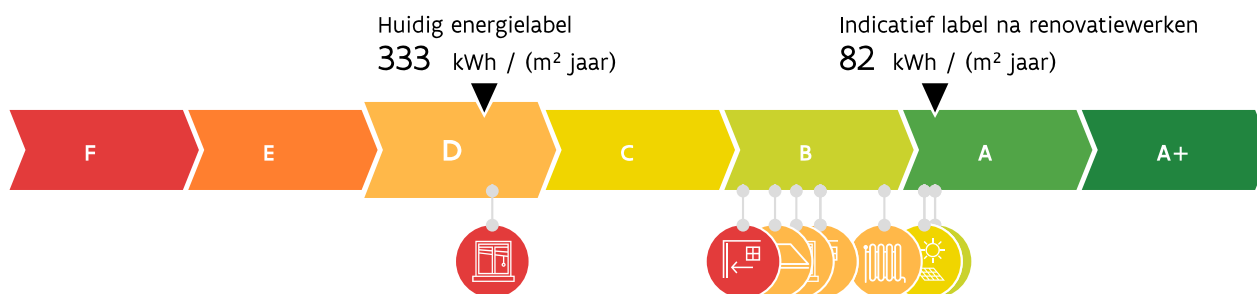 Huidig energielabel
333 kWh / (m² jaar)
Indicatief label na renovatiewerken
82 kWh / (m² jaar)
F E D C B A A+